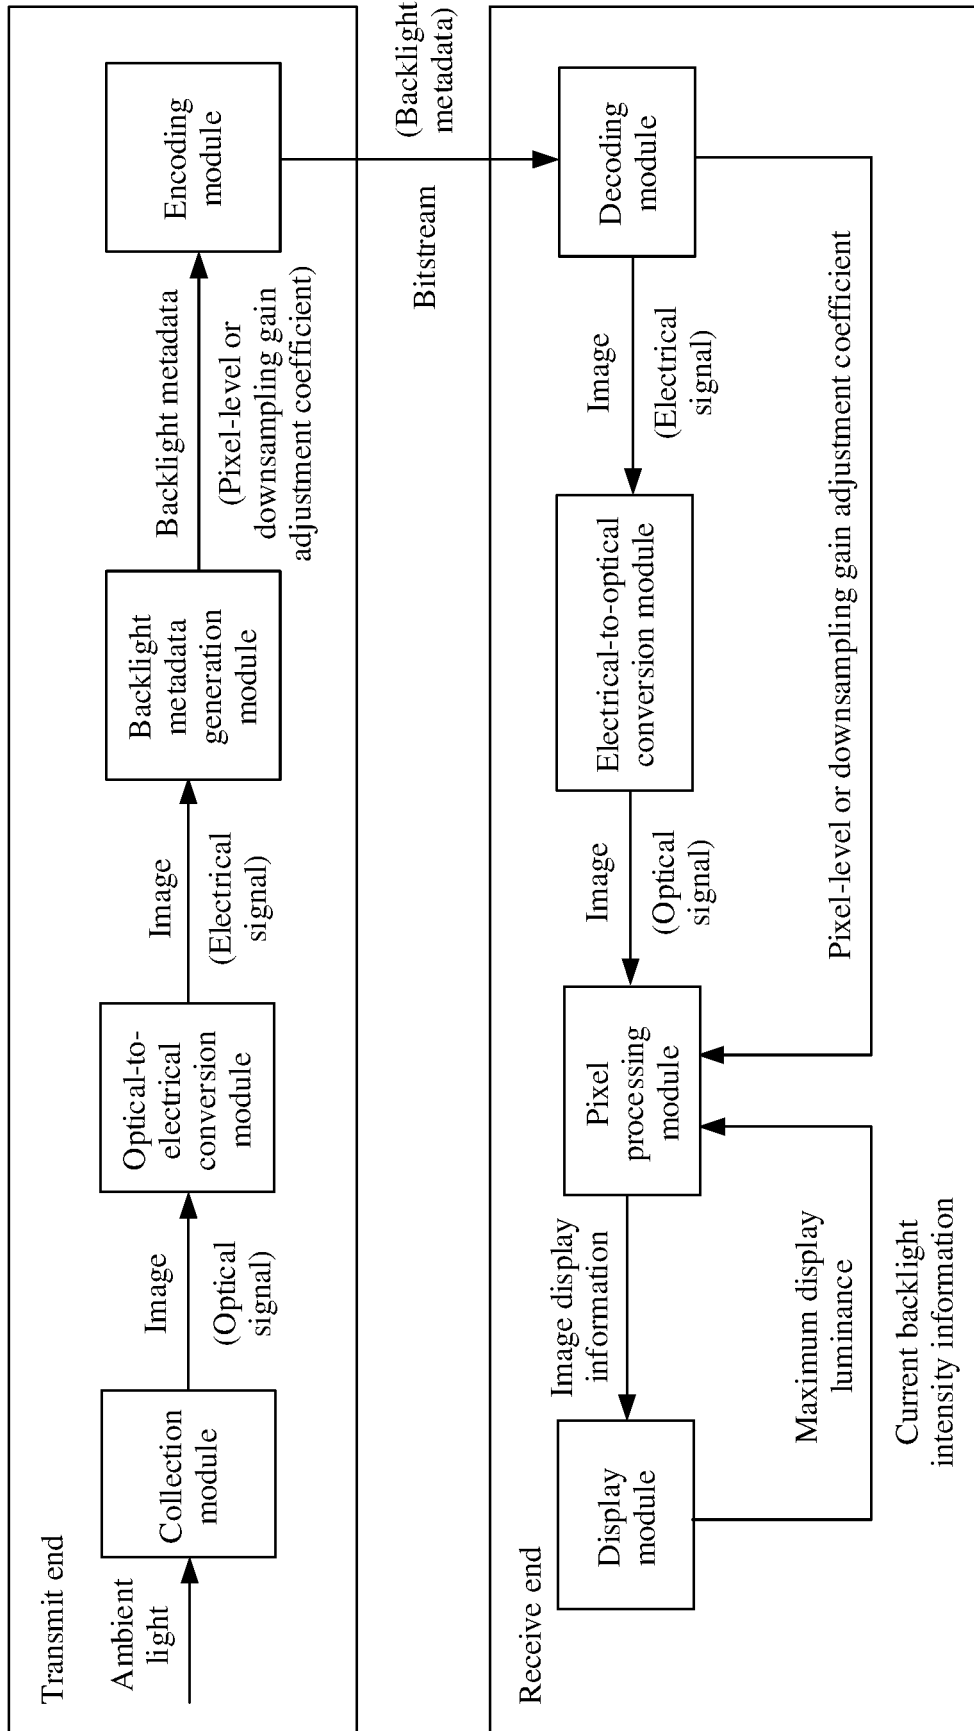 Transmit end
Ambient
light
Collection
module
Image
(Optical
signal)
Optical-to-
electrical
conversion
module
Image
(Electrical
signal)
Backlight
metadata
generation
module
Backlight metadata
(Pixel-level or
downsampling gain
adjustment coefficient)
Encoding
module
Bitstream
(Backlight
metadata)
Receive end
Decoding
module
Image
(Electrical
signal)
Electrical-to-optical
conversion module
Image
(Optical
signal)
Pixel-level or downsampling gain adjustment coefficient
Pixel
processing
module
Image display
information
Display
module
Maximum display
luminance
Current backlight
intensity information